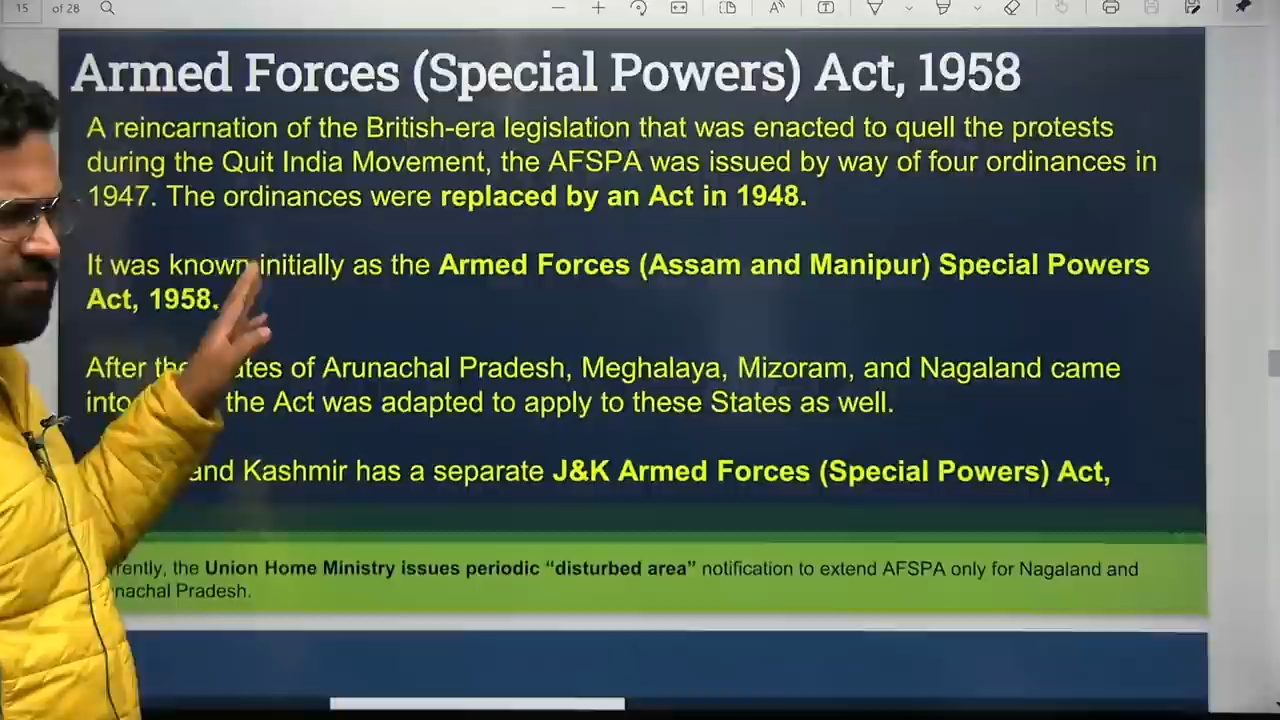 15 of 28
Armed Forces (Special Powers) Act, 1958
A reincarnation of the British-era legislation that was enacted to quell the protests
during the Quit India Movement, the AFSPA was issued by way of four ordinances in
1947. The ordinances were replaced by an Act in 1948.
It was known initially as the Armed Forces (Assam and Manipur) Special Powers
Act, 1958.
After the of Arunachal Pradesh, Meghalaya, Mizoram, and Nagaland came
into the Act was adapted to apply to these States as well.
and Kashmir has a separate J&K Armed Forces (Special Powers) Act,
the Union Home Ministry issues periodic “disturbed area” notification to extend AFSPA only for Nagaland and
Pradesh.